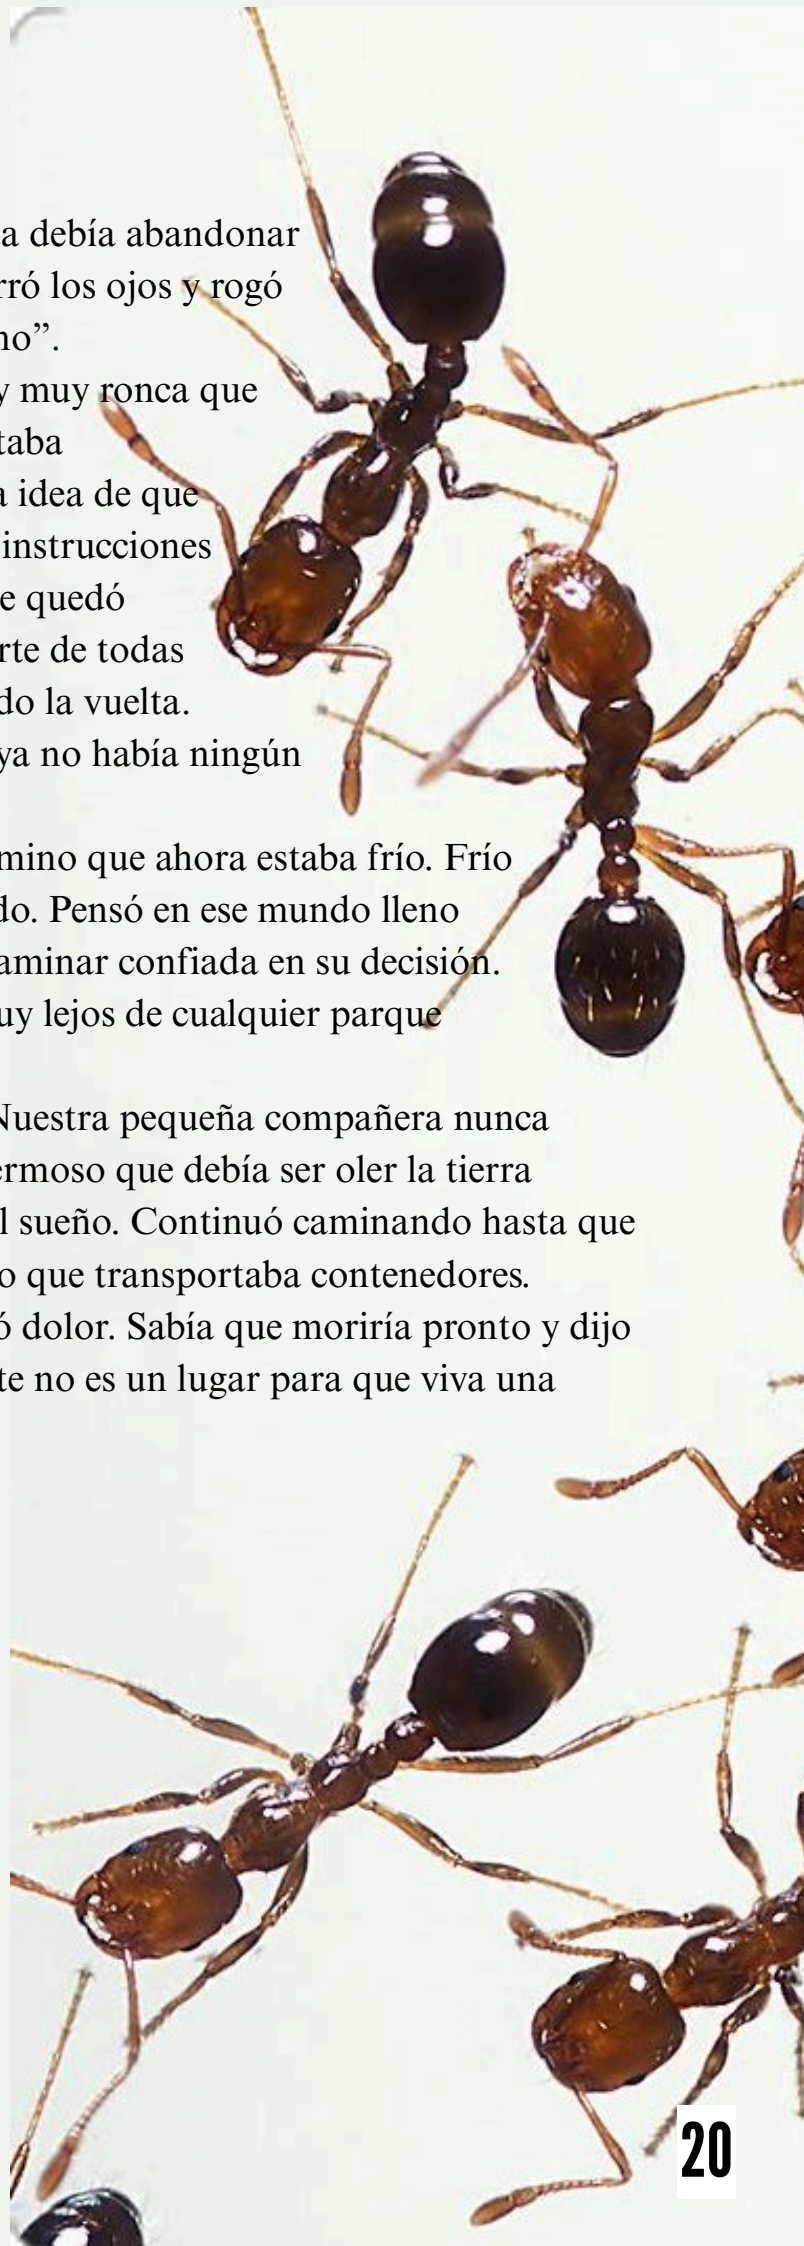 a debía abandonar
rró los ojos y rogó
no”.
y muy ronca que
taba
a idea de que
instrucciones
e quedó
rte de todas
do la vuelta.
ya no había ningún
mino que ahora estaba frío. Frío
do. Pensó en ese mundo lleno
aminar confiada en su decisión.
uy lejos de cualquier parque
Nuestra pequeña compañera nunca
ermoso que debía ser oler la tierra
l sueño. Continuó caminando hasta que
o que transportaba contenedores.
ó dolor. Sabía que moriría pronto y dijo
te no es un lugar para que viva una
20